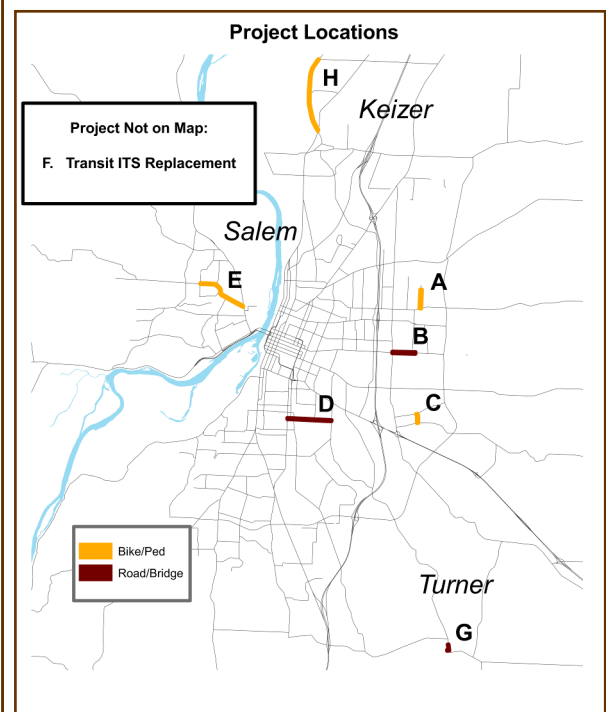 Project Locations
H
Keizer
Project Not on Map:
F. Transit ITS Replacement
Salem
E
A
B
C
D
Bike/Ped
Road/Bridge
Turner
G